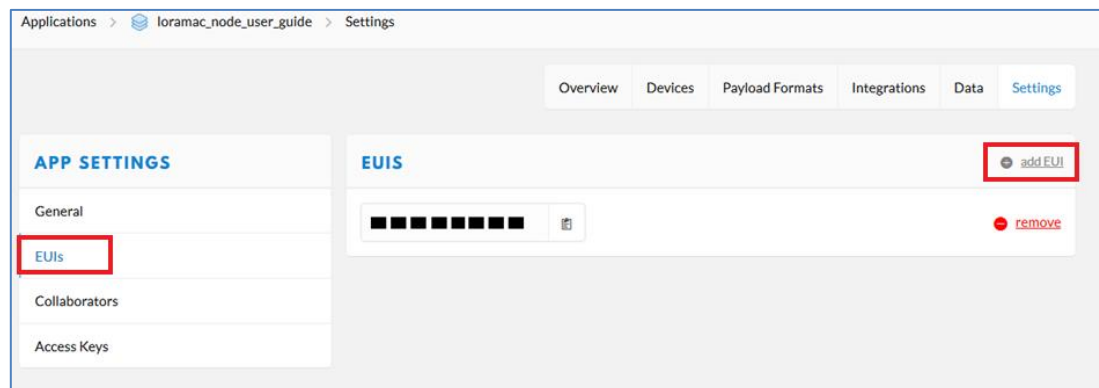 Applications > loramac_node_user_guide > Settings
Overview Devices Payload Formats Integrations Data Settings
APP SETTINGS
General
EUIs
Collaborators
Access Keys
EUIS
add EUI
remove